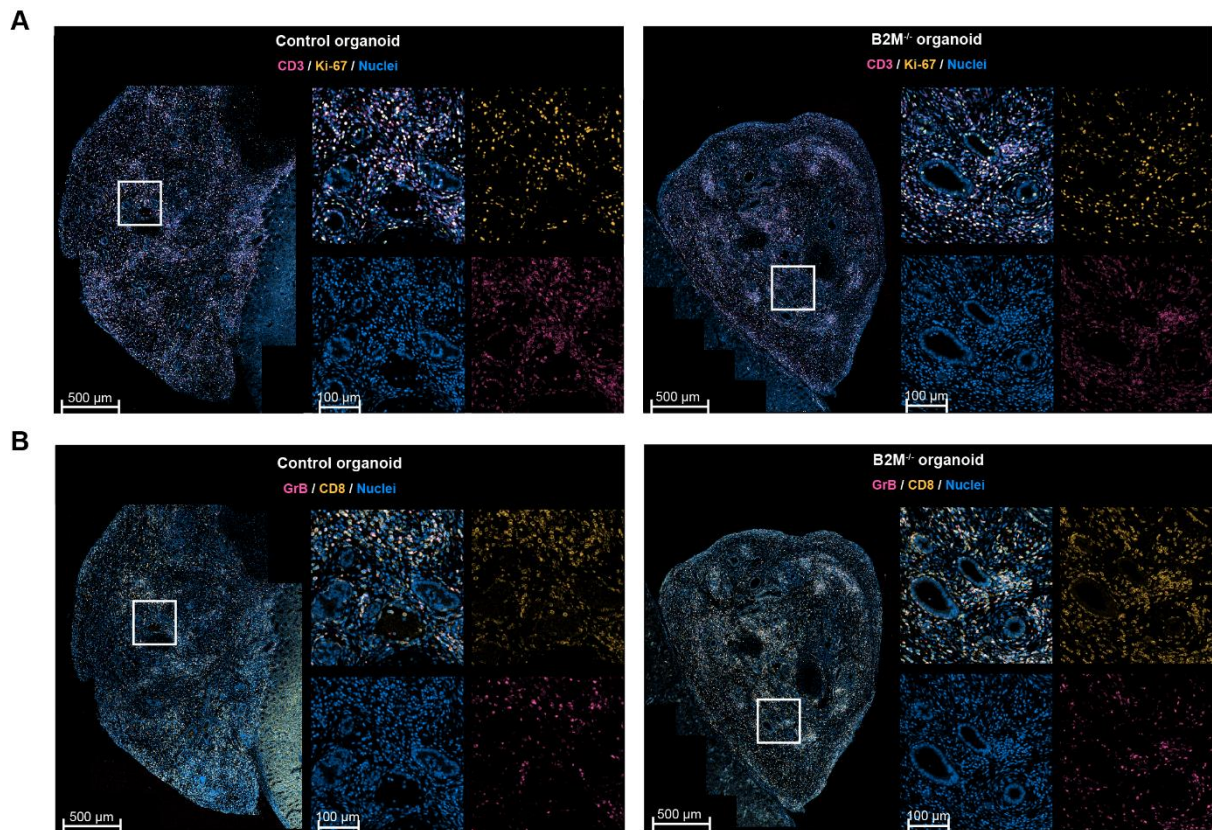 A
Control organoid
CD3 / Ki-67 / Nuclei
500 µm
100 µm
B2M-/- organoid
CD3 / Ki-67 / Nuclei
500 µm
100 µm
B
Control organoid
GrB / CD8 / Nuclei
500 µm
100 µm
B2M-/- organoid
GrB / CD8 / Nuclei
500 µm
100 µm